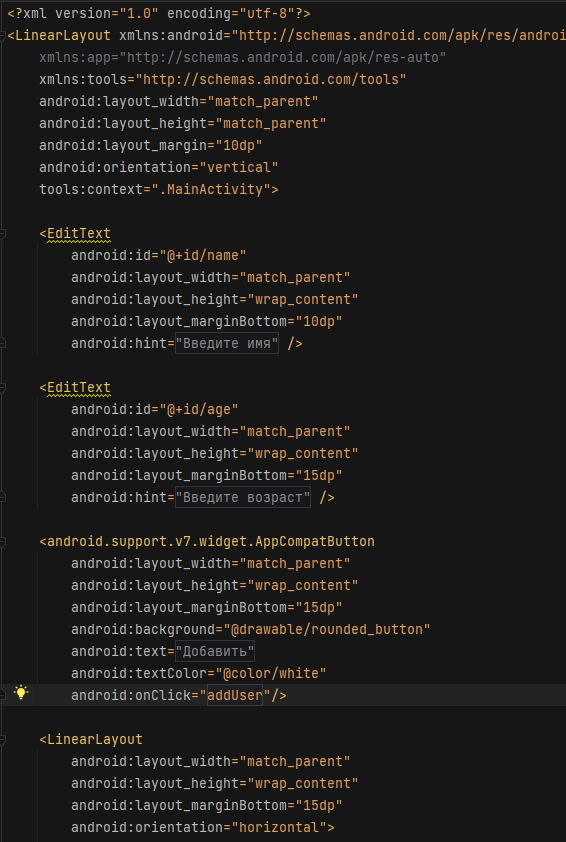 <?xml version="1.0" encoding="utf-8"?>
<LinearLayout xmlns:android="http://schemas.android.com/apk/res/androi
xmlns:app="http://schemas.android.com/apk/res-auto"
xmlns:tools="http://schemas.android.com/tools"
android:layout_width="match_parent"
android:layout_height="match_parent"
android:layout_margin="10dp"
android:orientation="vertical"
tools:context=".MainActivity">
<EditText
android:id="@+id/name"
android:layout_width="match_parent"
android:layout_height="wrap_content"
android:layout_marginBottom="10dp"
android:hint="Введите имя" />
<EditText
android:id="@+id/age"
android:layout_width="match_parent"
android:layout_height="wrap_content"
android:layout_marginBottom="15dp"
android:hint="Введите возраст" />
<android.support.v7.widget.AppCompatButton
android:layout_width="match_parent"
android:layout_height="wrap_content"
android:layout_marginBottom="15dp"
android:background="@drawable/rounded_button"
android:text="Добавить"
android:textColor="@color/white"
android:onClick="addUser"/>
<LinearLayout
android:layout_width="match_parent"
android:layout_height="wrap_content"
android:layout_marginBottom="15dp"
android:orientation="horizontal">